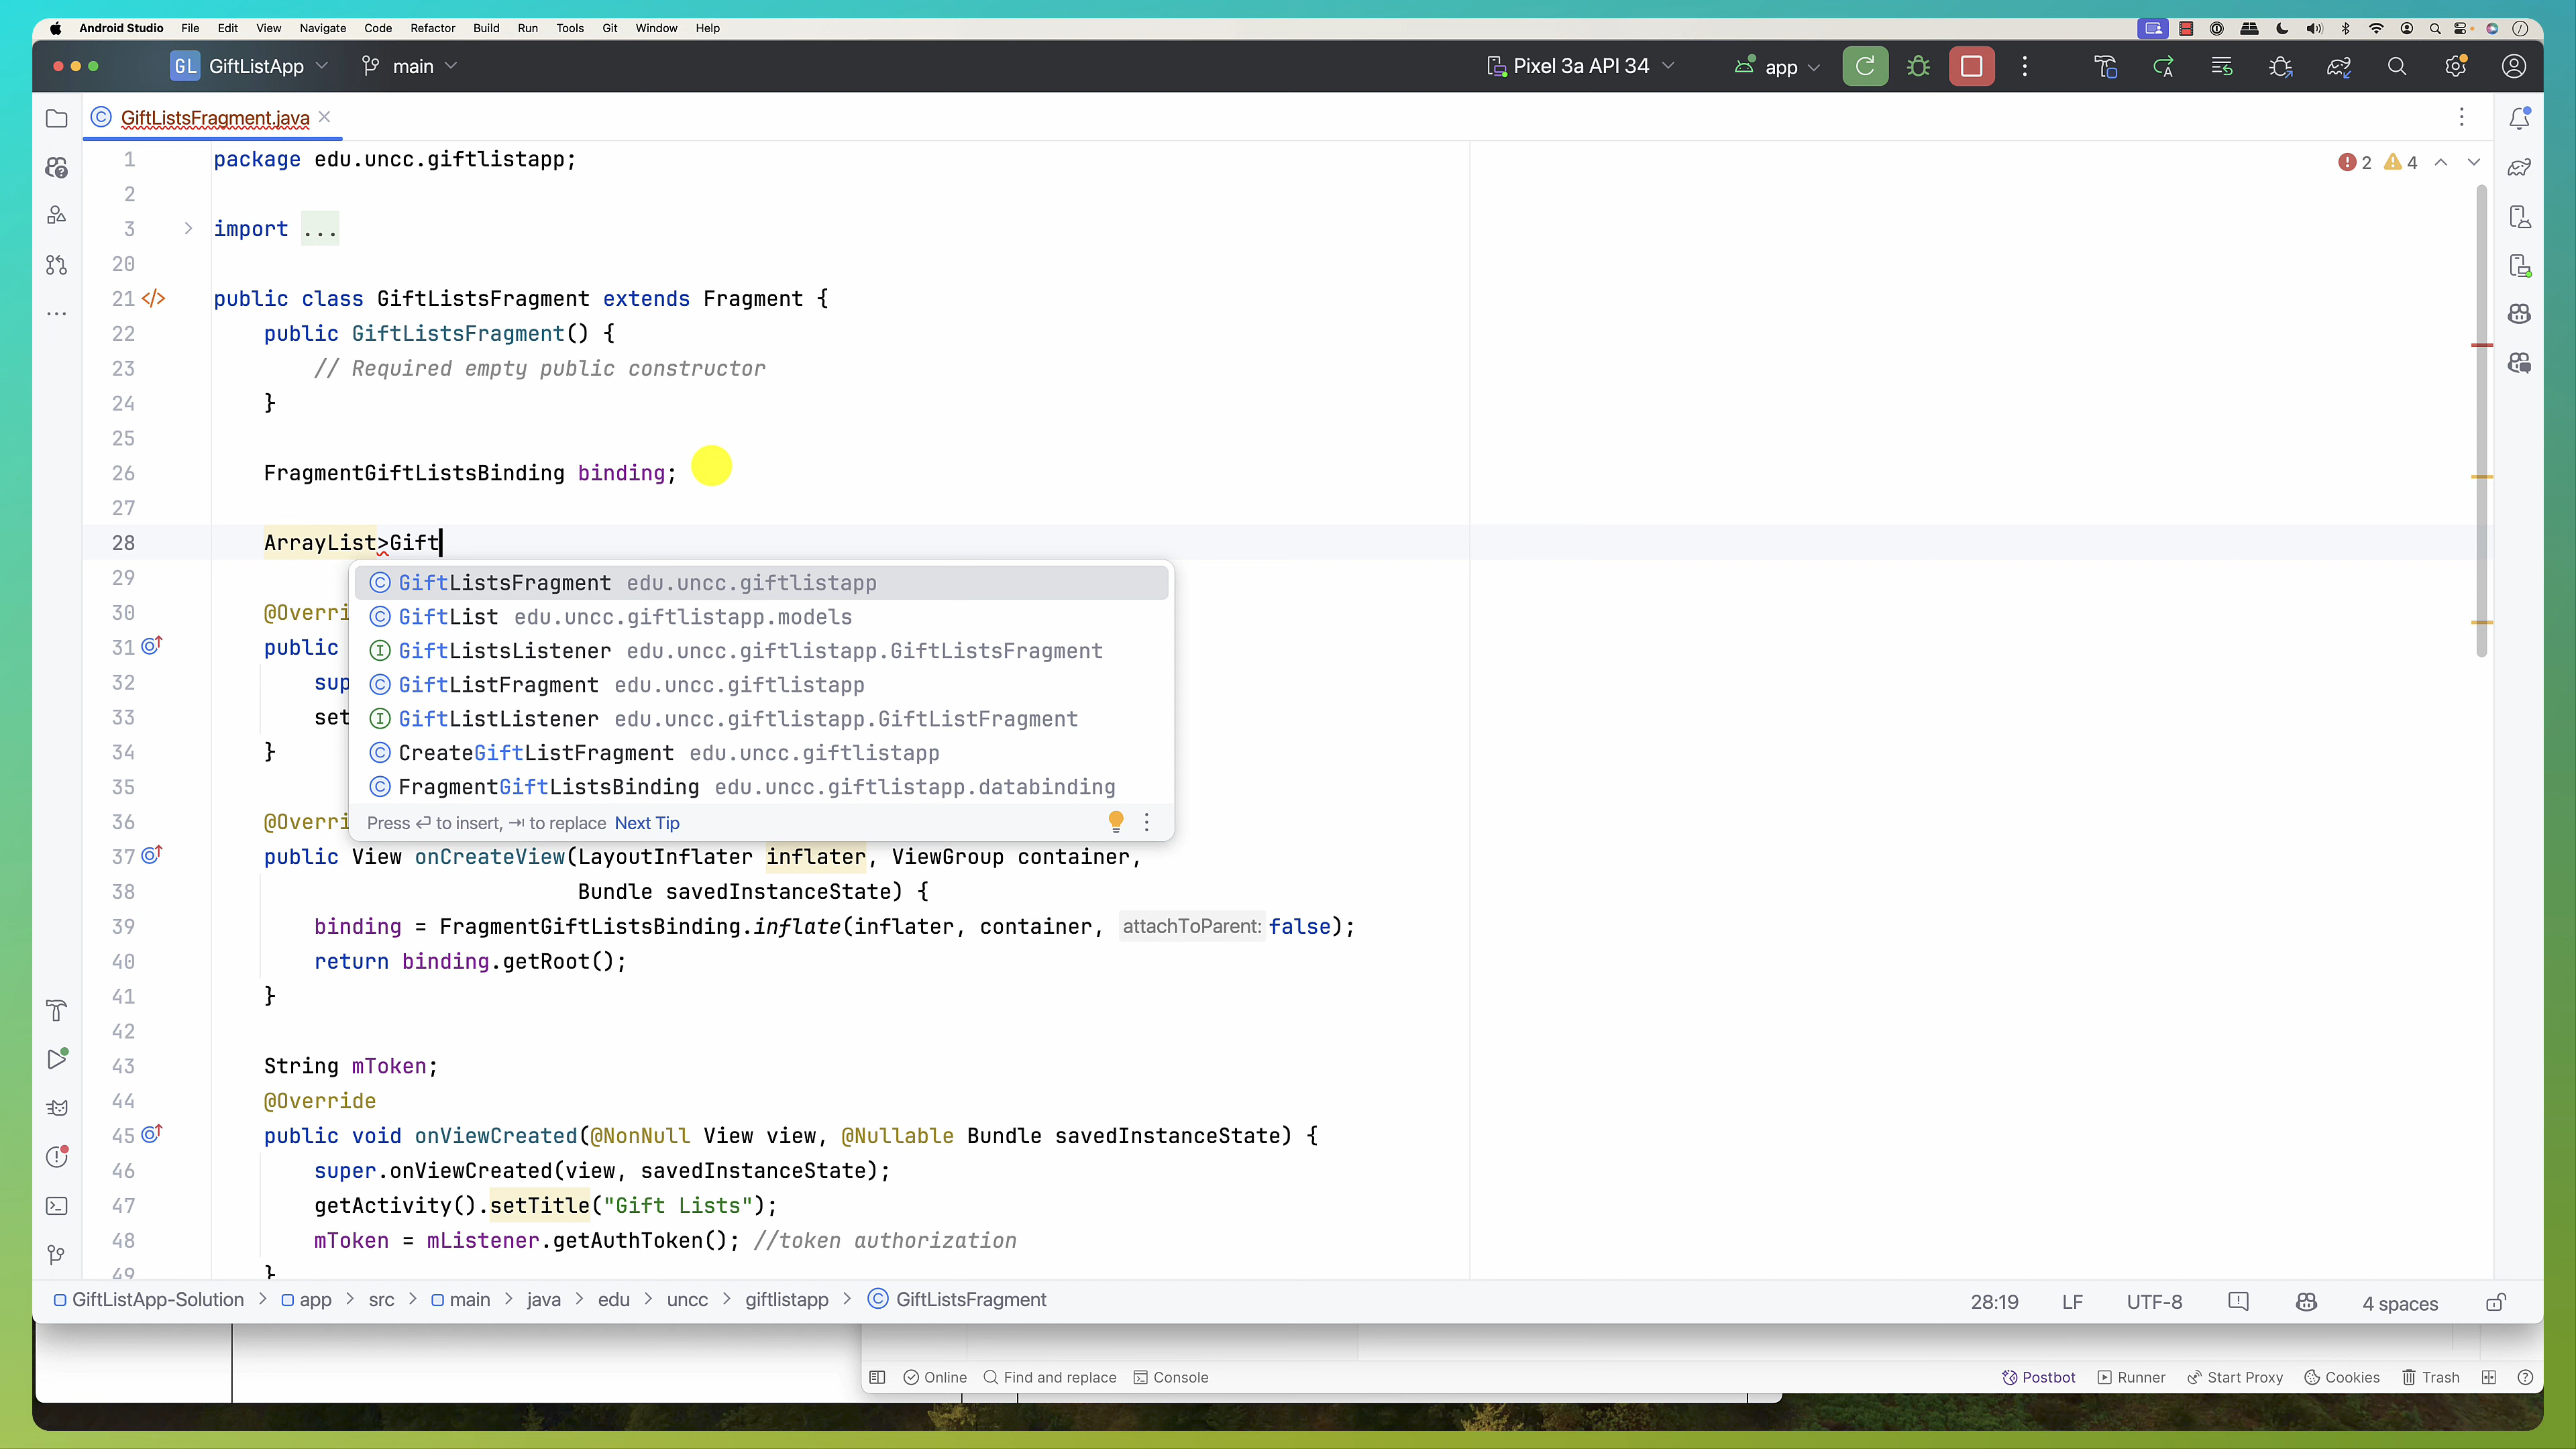 Android Studio File Edit View Navigate Code Refactor Build Run Tools Git Window Help
GL GiftListApp main Pixel 3a API 34 app
GiftListsFragment.java
1 package edu.uncc.giftlistapp; 2 4
2
3 import ...
20
21 </> public class GiftListsFragment extends Fragment {
22 public GiftListsFragment() {
23 // Required empty public constructor
24 }
25
26 FragmentGiftListsBinding binding;
27
28 ArrayList>Gift
29 GiftListsFragment edu.uncc.giftlistapp
30 @Overri GiftList edu.uncc.giftlistapp.models
31 public GiftListsListener edu.uncc.giftlistapp.GiftListsFragment
32 sup GiftListFragment edu.uncc.giftlistapp
33 set GiftListListener edu.uncc.giftlistapp.GiftListFragment
34 } CreateGiftListFragment edu.uncc.giftlistapp
35 FragmentGiftListsBinding edu.uncc.giftlistapp.databinding
36 @Overri Press ⏎ to insert, ⇥ to replace Next Tip
37 public View onCreateView(LayoutInflater inflater, ViewGroup container,
38 Bundle savedInstanceState) {
39 binding = FragmentGiftListsBinding.inflate(inflater, container, attachToParent: false);
40 return binding.getRoot();
41 }
42
43 String mToken;
44 @Override
45 public void onViewCreated(@NonNull View view, @Nullable Bundle savedInstanceState) {
46 super.onViewCreated(view, savedInstanceState);
47 getActivity().setTitle("Gift Lists");
48 mToken = mListener.getAuthToken(); //token authorization
49 }
GiftListApp-Solution > app > src > main > java > edu > uncc > giftlistapp > GiftListsFragment 28:19 LF UTF-8 4 spaces
Online Find and replace Console Postbot Runner Start Proxy Cookies Trash